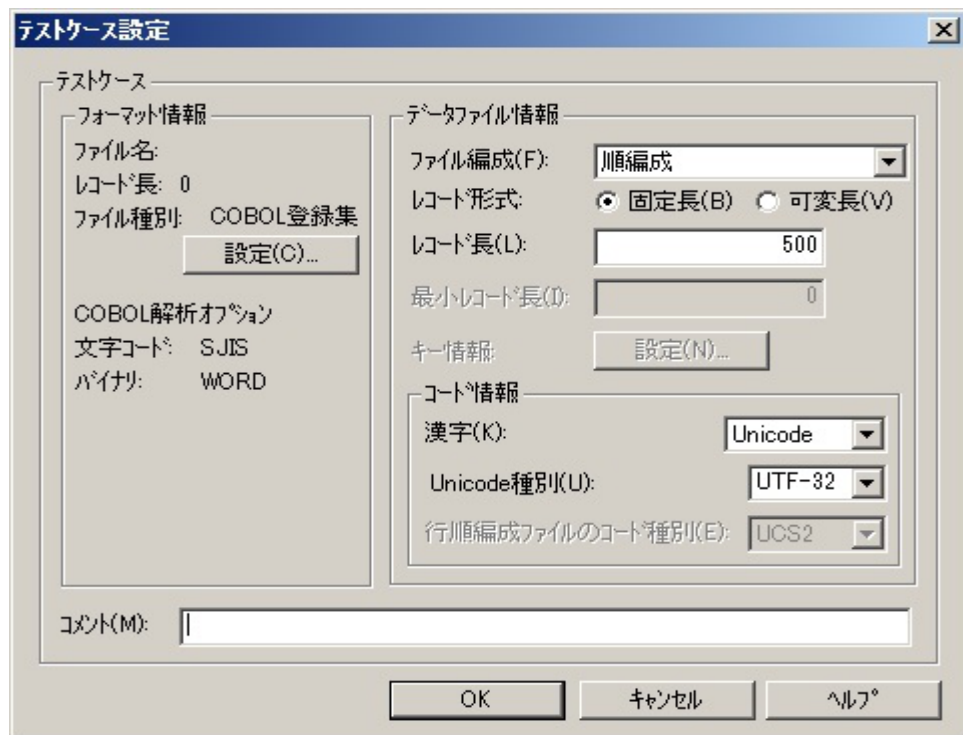 テストケース設定
テストケース
フォーマット情報
ファイル名:
レコード長: 0
ファイル種別: COBOL登録集
設定(C)...
COBOL解析オプション
文字コード: SJIS
バイナリ: WORD
データファイル情報
ファイル編成(F): 順編成
レコード形式: 固定長(B) 可変長(V)
レコード長(L): 500
最小レコード長(I): 0
キー情報: 設定(N)...
コード情報
漢字(K): Unicode
Unicode種別(U): UTF-32
行順編成ファイルのコード種別(E): UCS2
コメント(M):
OK キャンセル ヘルプ